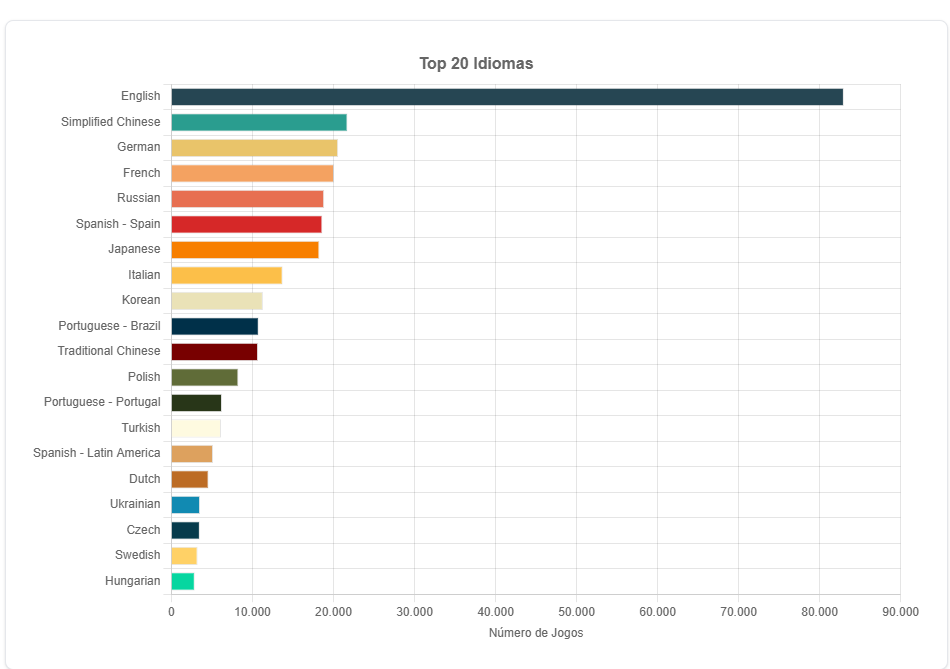 Top 20 Idiomas
English
Simplified Chinese
German
French
Russian
Spanish - Spain
Japanese
Italian
Korean
Portuguese - Brazil
Traditional Chinese
Polish
Portuguese - Portugal
Turkish
Spanish - Latin America
Dutch
Ukrainian
Czech
Swedish
Hungarian
0 10.000 20.000 30.000 40.000 50.000 60.000 70.000 80.000 90.000
Número de Jogos